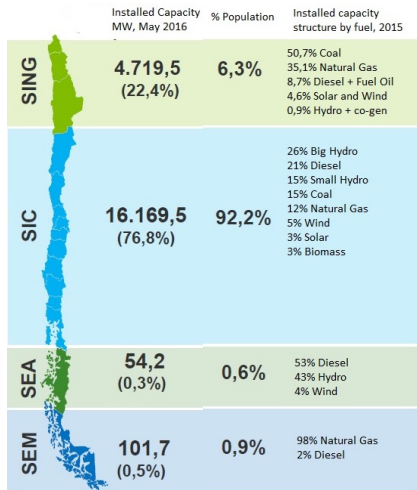 Installed Capacity
MW, May 2016
% Population
Installed capacity
structure by fuel, 2015
SING
4.719,5
(22,4%)
6,3%
50,7% Coal
35,1% Natural Gas
8,7% Diesel + Fuel Oil
4,6% Solar and Wind
0,9% Hydro + co-gen
SIC
16.169,5
(76,8%)
92,2%
26% Big Hydro
21% Diesel
15% Small Hydro
15% Coal
12% Natural Gas
5% Wind
3% Solar
3% Biomass
SEA
54,2
(0,3%)
0,6%
53% Diesel
43% Hydro
4% Wind
SEM
101,7
(0,5%)
0,9%
98% Natural Gas
2% Diesel